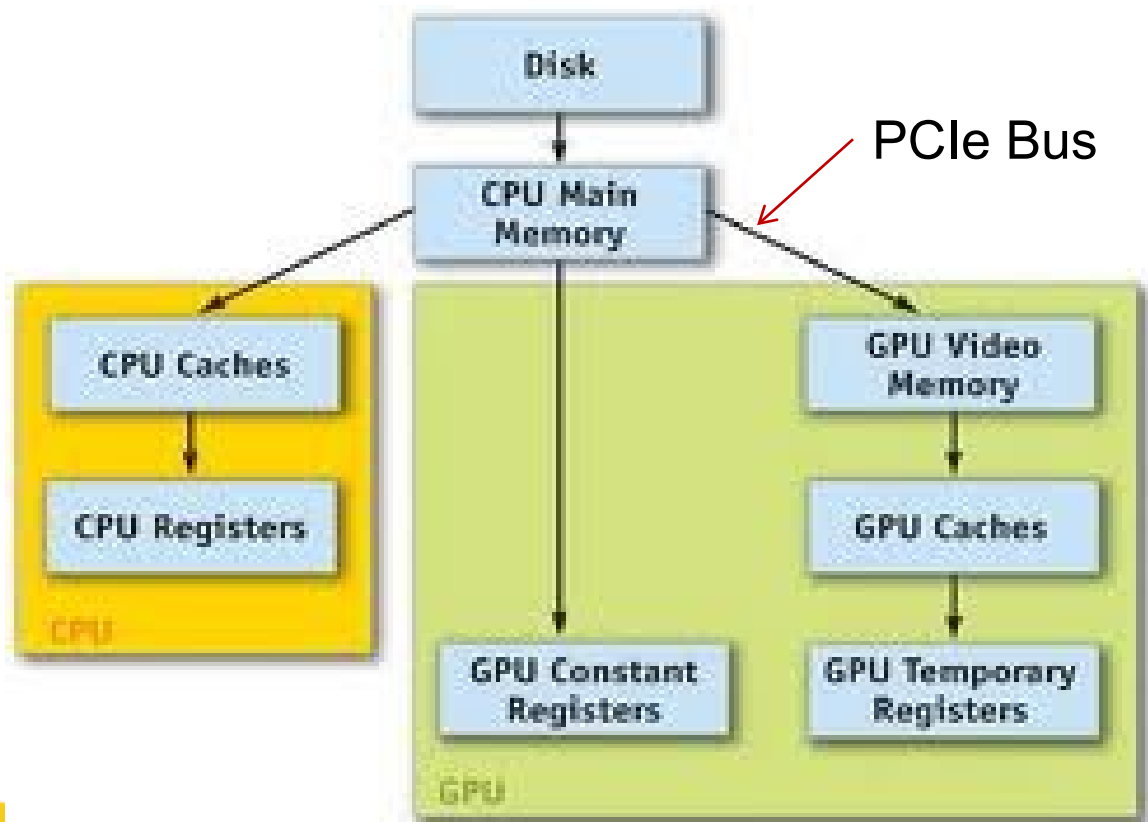 Disk
PCIe Bus
CPU Main
Memory
CPU Caches
GPU Video
Memory
CPU Registers
GPU Caches
CPU
GPU Constant
Registers
GPU Temporary
Registers
GPU